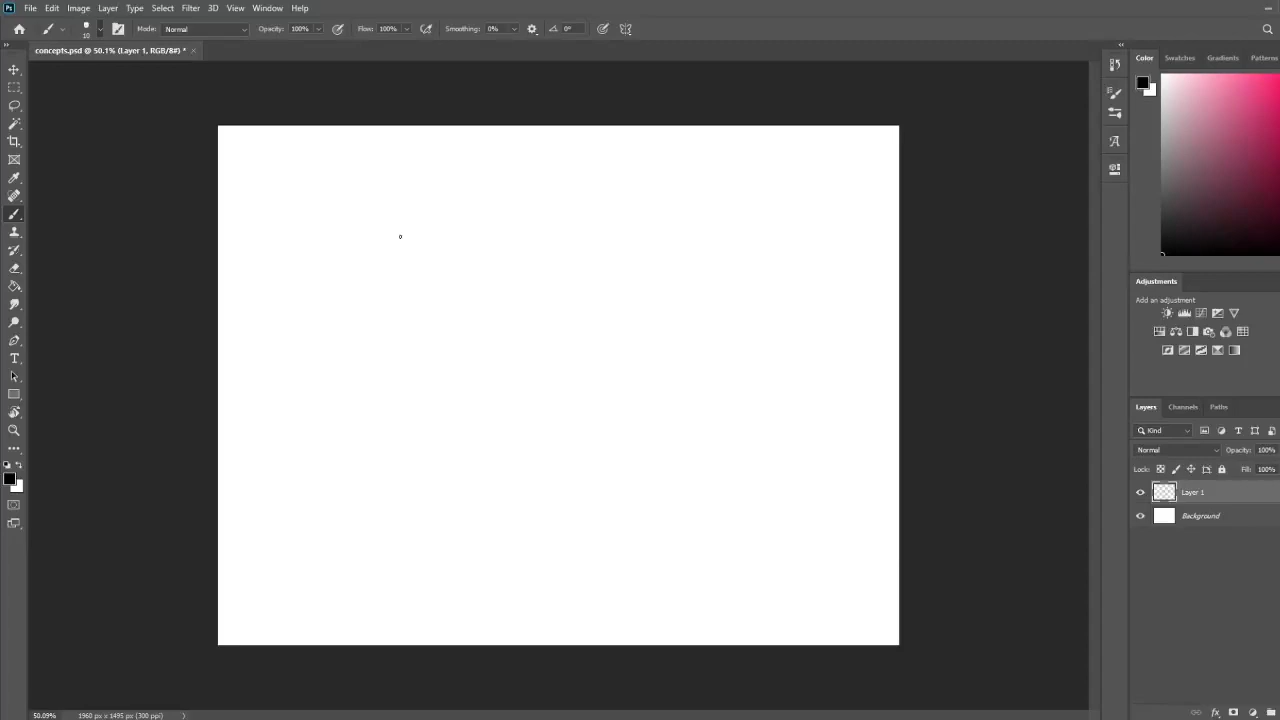 Ps File Edit Image Layer Type Select Filter 3D View Window Help
10 Mode: Normal Opacity: 100% Flow: 100% Smoothing: 0% 0°
concepts.psd @ 50.1% (Layer 1, RGB/8#) * ×
Color Swatches Gradients Patterns
Adjustments
Add an adjustment
Layers Channels Paths
Kind
Normal Opacity: 100%
Lock: Fill: 100%
Layer 1
Background
50.09% 1960 px x 1495 px (300 ppi)